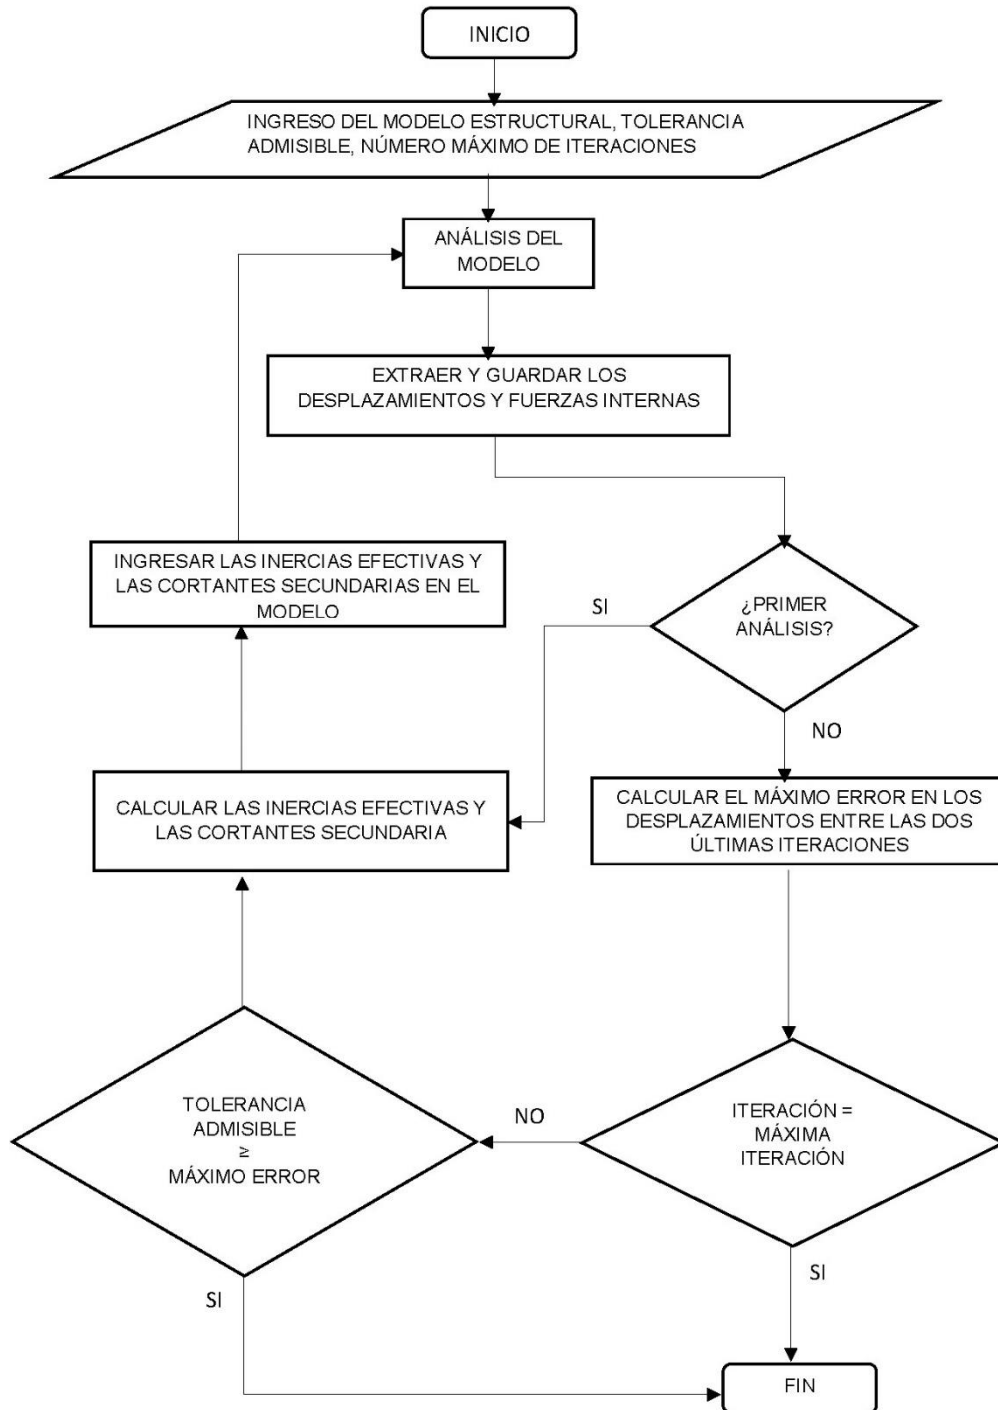 INICIO
INGRESO DEL MODELO ESTRUCTURAL, TOLERANCIA
ADMISIBLE, NÚMERO MÁXIMO DE ITERACIONES
ANÁLISIS DEL
MODELO
EXTRAER Y GUARDAR LOS
DESPLAZAMIENTOS Y FUERZAS INTERNAS
INGRESAR LAS INERCIAS EFECTIVAS Y
LAS CORTANTES SECUNDARIAS EN EL
MODELO
SI
¿PRIMER
ANÁLISIS?
NO
CALCULAR LAS INERCIAS EFECTIVAS Y
LAS CORTANTES SECUNDARIA
CALCULAR EL MÁXIMO ERROR EN LOS
DESPLAZAMIENTOS ENTRE LAS DOS
ÚLTIMAS ITERACIONES
TOLERANCIA
ADMISIBLE
≥
MÁXIMO ERROR
NO
ITERACIÓN =
MÁXIMA
ITERACIÓN
SI
SI
FIN